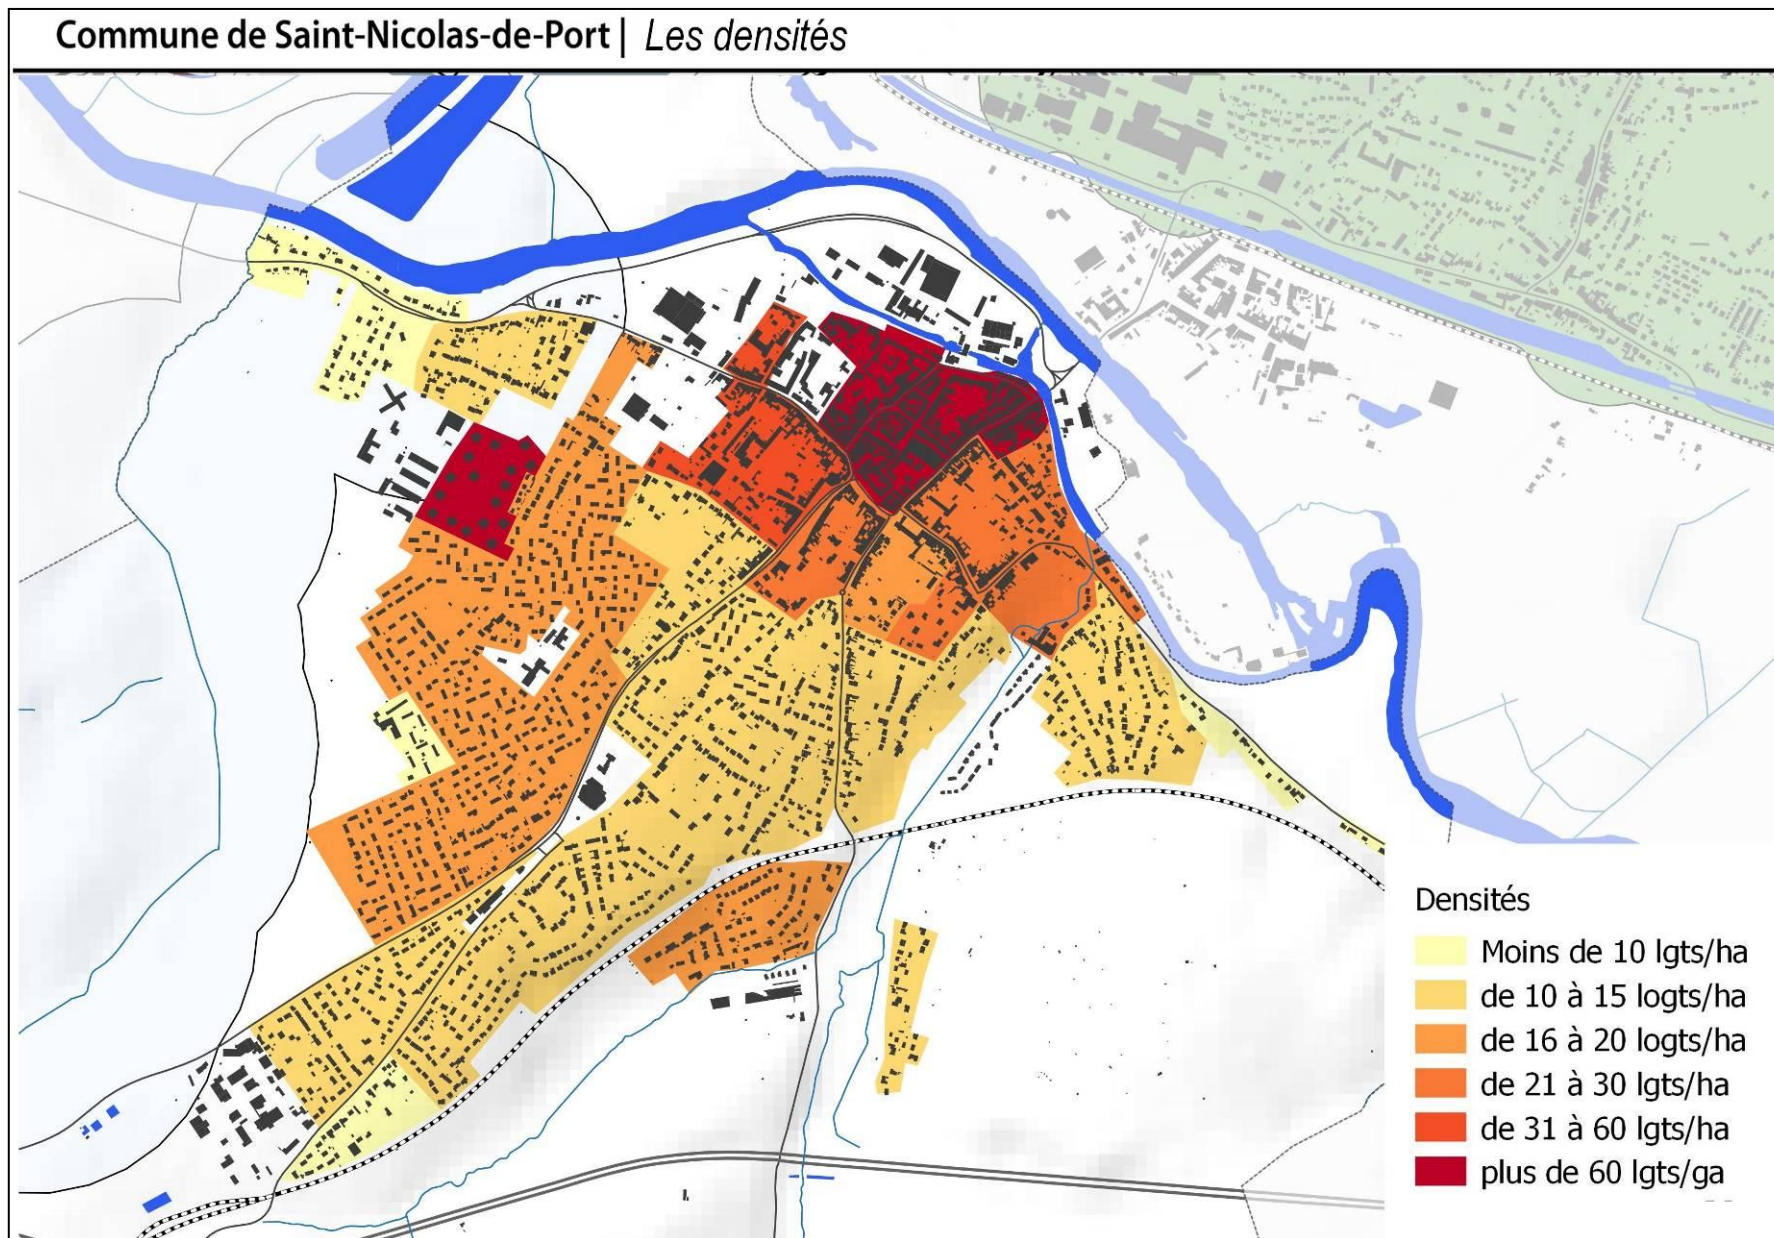 Commune de Saint-Nicolas-de-Port | Les densités
Densités
Moins de 10 lgts/ha
de 10 à 15 logts/ha
de 16 à 20 logts/ha
de 21 à 30 lgts/ha
de 31 à 60 lgts/ha
plus de 60 lgts/ga